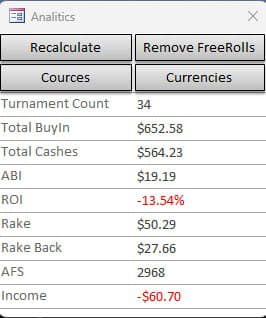 Analitics
Recalculate Remove FreeRolls
Cources Currencies
Turnament Count 34
Total BuyIn $652.58
Total Cashes $564.23
ABI $19.19
ROI -13.54%
Rake $50.29
Rake Back $27.66
AFS 2968
Income -$60.70